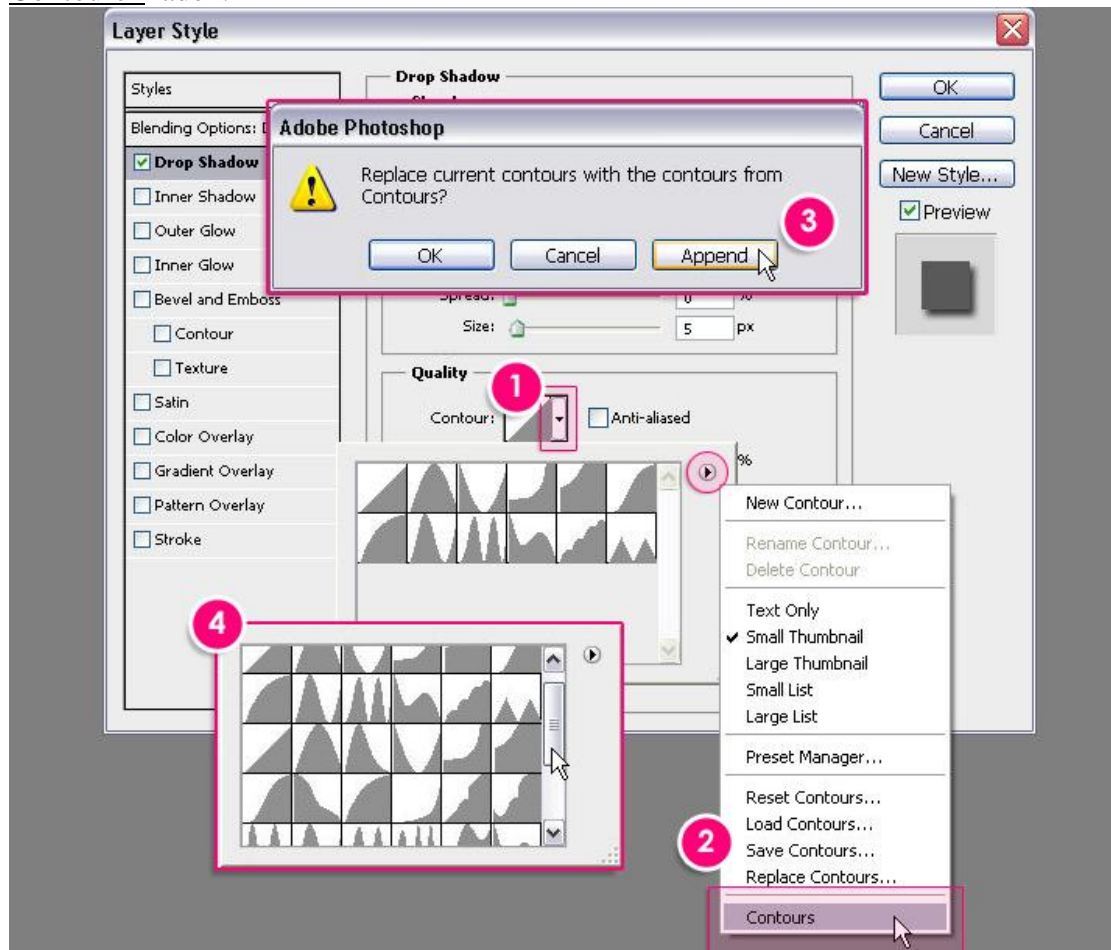 Layer Style
Styles
Blending Options:
Drop Shadow
Inner Shadow
Outer Glow
Inner Glow
Bevel and Emboss
Contour
Texture
Satin
Color Overlay
Gradient Overlay
Pattern Overlay
Stroke
Drop Shadow
Adobe Photoshop
Replace current contours with the contours from
Contours?
OK Cancel Append
3
Spread: 0 %
Size: 5 px
Quality
1
Contour: Anti-aliased
%
OK
Cancel
New Style...
Preview
New Contour...
Rename Contour...
Delete Contour
Text Only
Small Thumbnail
Large Thumbnail
Small List
Large List
Preset Manager...
Reset Contours...
Load Contours...
Save Contours...
Replace Contours...
Contours
2
4